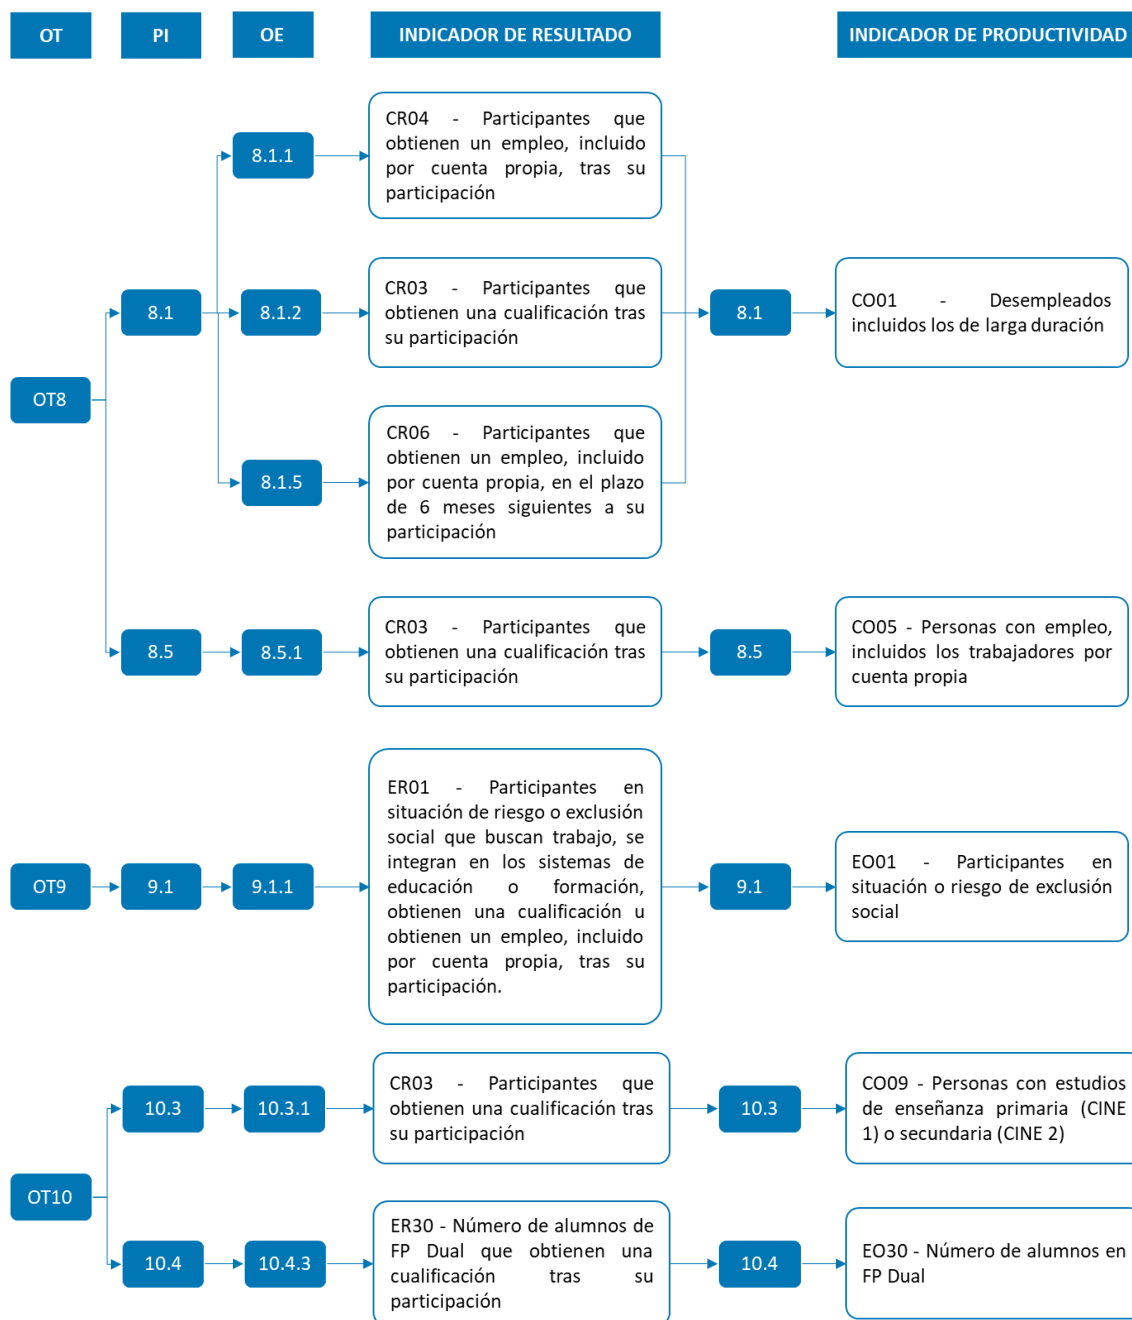 OT
PI
OE
INDICADOR DE RESULTADO
INDICADOR DE PRODUCTIVIDAD
OT8
8.1
8.1.1
CR04 - Participantes que
obtienen un empleo, incluido
por cuenta propia, tras su
participación
8.1.2
CR03 - Participantes que
obtienen una cualificación tras
su participación
8.1.5
CR06 - Participantes que
obtienen un empleo, incluido
por cuenta propia, en el plazo
de 6 meses siguientes a su
participación
8.1
CO01 - Desempleados
incluidos los de larga duración
8.5
8.5.1
CR03 - Participantes que
obtienen una cualificación tras
su participación
8.5
CO05 - Personas con empleo,
incluidos los trabajadores por
cuenta propia
OT9
9.1
9.1.1
ER01 - Participantes en
situación de riesgo o exclusión
social que buscan trabajo, se
integran en los sistemas de
educación o formación,
obtienen una cualificación u
obtienen un empleo, incluido
por cuenta propia, tras su
participación.
9.1
EO01 - Participantes en
situación o riesgo de exclusión
social
OT10
10.3
10.3.1
CR03 - Participantes que
obtienen una cualificación tras
su participación
10.3
CO09 - Personas con estudios
de enseñanza primaria (CINE
1) o secundaria (CINE 2)
10.4
10.4.3
ER30 - Número de alumnos de
FP Dual que obtienen una
cualificación tras su
participación
10.4
EO30 - Número de alumnos en
FP Dual